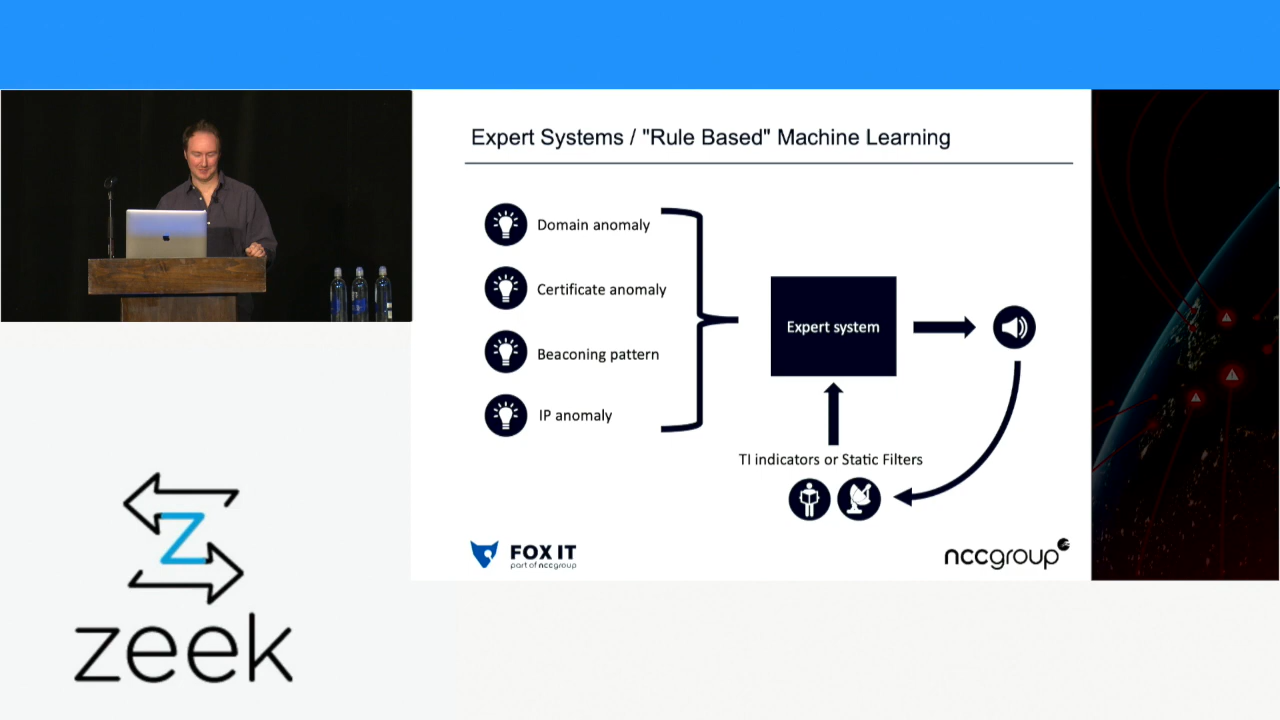 Expert Systems / "Rule Based" Machine Learning
Domain anomaly
Certificate anomaly
Beaconing pattern
IP anomaly
Expert system
TI indicators or Static Filters
FOX IT
part of nccgroup
nccgroup
Z
zeek